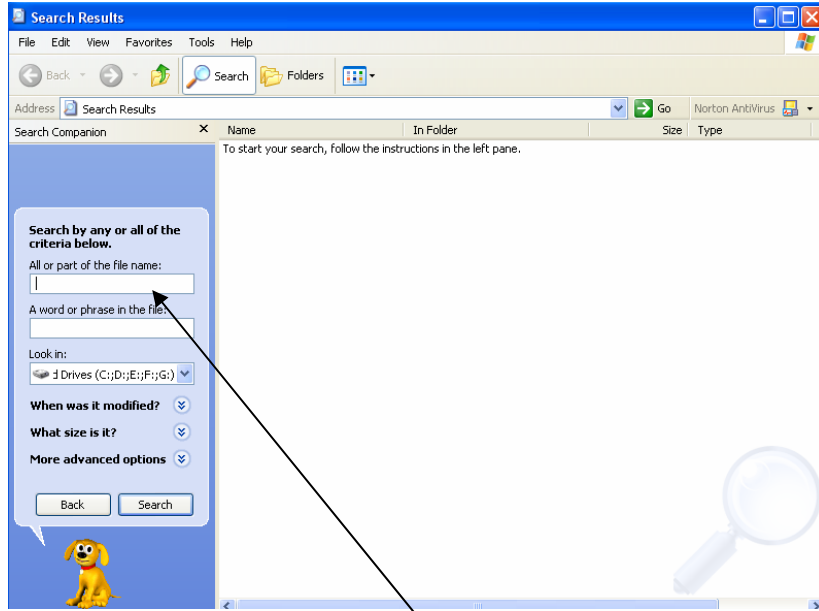 Search Results
File Edit View Favorites Tools Help
Back Search Folders
Address Search Results Go Norton AntiVirus
Search Companion Name In Folder Size Type
To start your search, follow the instructions in the left pane.
Search by any or all of the
criteria below.
All or part of the file name:
A word or phrase in the file:
Look in:
d Drives (C:;D:;E:;F:;G:)
When was it modified?
What size is it?
More advanced options
Back Search